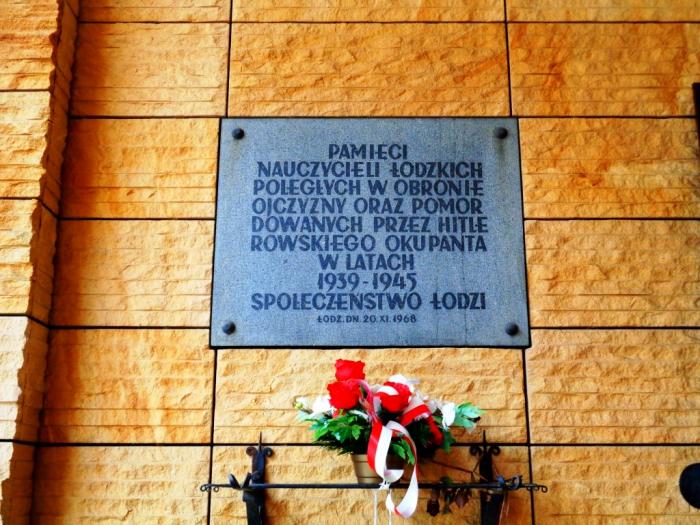 PAMIĘCI
NAUCZYCIELI ŁÓDZKICH
POLEGŁYCH W OBRONIE
OJCZYZNY ORAZ POMOR
DOWANYCH PRZEZ HITLE
ROWSKIEGO OKUPANTA
W LATACH
1939-1945
SPOŁECZEŃSTWO ŁODZI
ŁÓDŹ. DN. 20. XI. 1968